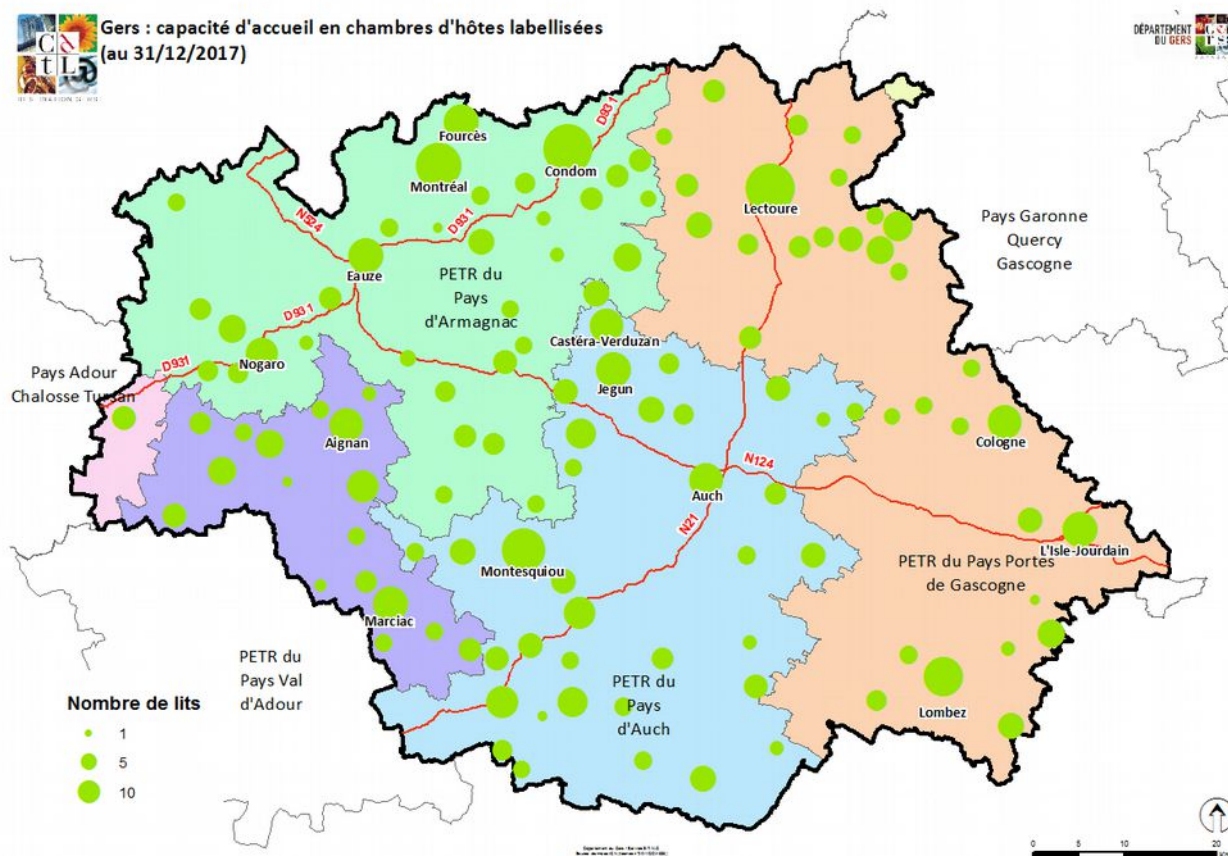 Gers : capacité d'accueil en chambres d'hôtes labellisées
(au 31/12/2017)
DÉPARTEMENT
DU GERS
D931
Fourcès
Montréal
Condom
N524
D931
Lectoure
Eauze
PETR du
Pays
d'Armagnac
Pays Garonne
Quercy
Gascogne
D931
Nogaro
Castéra-Verduzan
Jegun
D931
Pays Adour
Chalosse Tursan
Aignan
Cologne
N124
Auch
N21
L'Isle-Jourdain
PETR du Pays Portes
de Gascogne
Montesquiou
Marciac
PETR du
Pays Val
d'Adour
PETR du
Pays
d'Auch
Lombez
Nombre de lits
1
5
10
0 5 10 20